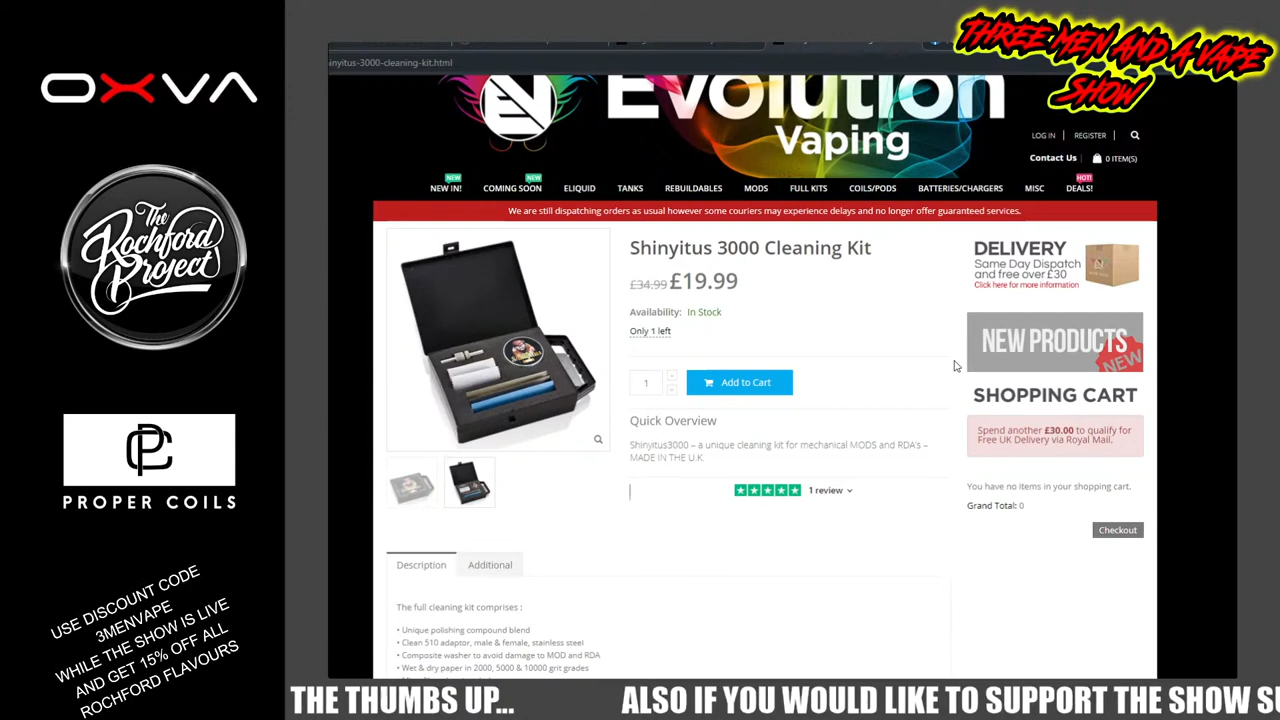 OXVA
The
Rochford
Project
PC
PROPER COILS
USE DISCOUNT CODE
3MENVAPE
WHILE THE SHOW IS LIVE
AND GET 15% OFF ALL
ROCHFORD FLAVOURS
THREE MEN AND A VAPE
SHOW
inyitus-3000-cleaning-kit.html
Evolution
Vaping
LOG IN
REGISTER
Contact Us
0 ITEM(S)
NEW
NEW
HOT!
NEW IN!
COMING SOON
ELIQUID
TANKS
REBUILDABLES
MODS
FULL KITS
COILS/PODS
BATTERIES/CHARGERS
MISC
DEALS!
We are still dispatching orders as usual however some couriers may experience delays and no longer offer guaranteed services.
Shinyitus 3000 Cleaning Kit
£34.99 £19.99
Availability: In Stock
Only 1 left
1
Add to Cart
Quick Overview
Shinyitus3000 – a unique cleaning kit for mechanical MODS and RDA's –
MADE IN THE U.K.
1 review
DELIVERY
Same Day Dispatch
and free over £30
Click here for more information
NEW PRODUCTS
NEW
SHOPPING CART
Spend another £30.00 to qualify for
Free UK Delivery via Royal Mail.
You have no items in your shopping cart.
Grand Total: 0
Checkout
Description
Additional
The full cleaning kit comprises :
• Unique polishing compound blend
• Clean 510 adaptor, male & female, stainless steel
• Composite washer to avoid damage to MOD and RDA
• Wet & dry paper in 2000, 5000 & 10000 grit grades
THE THUMBS UP... ALSO IF YOU WOULD LIKE TO SUPPORT THE SHOW